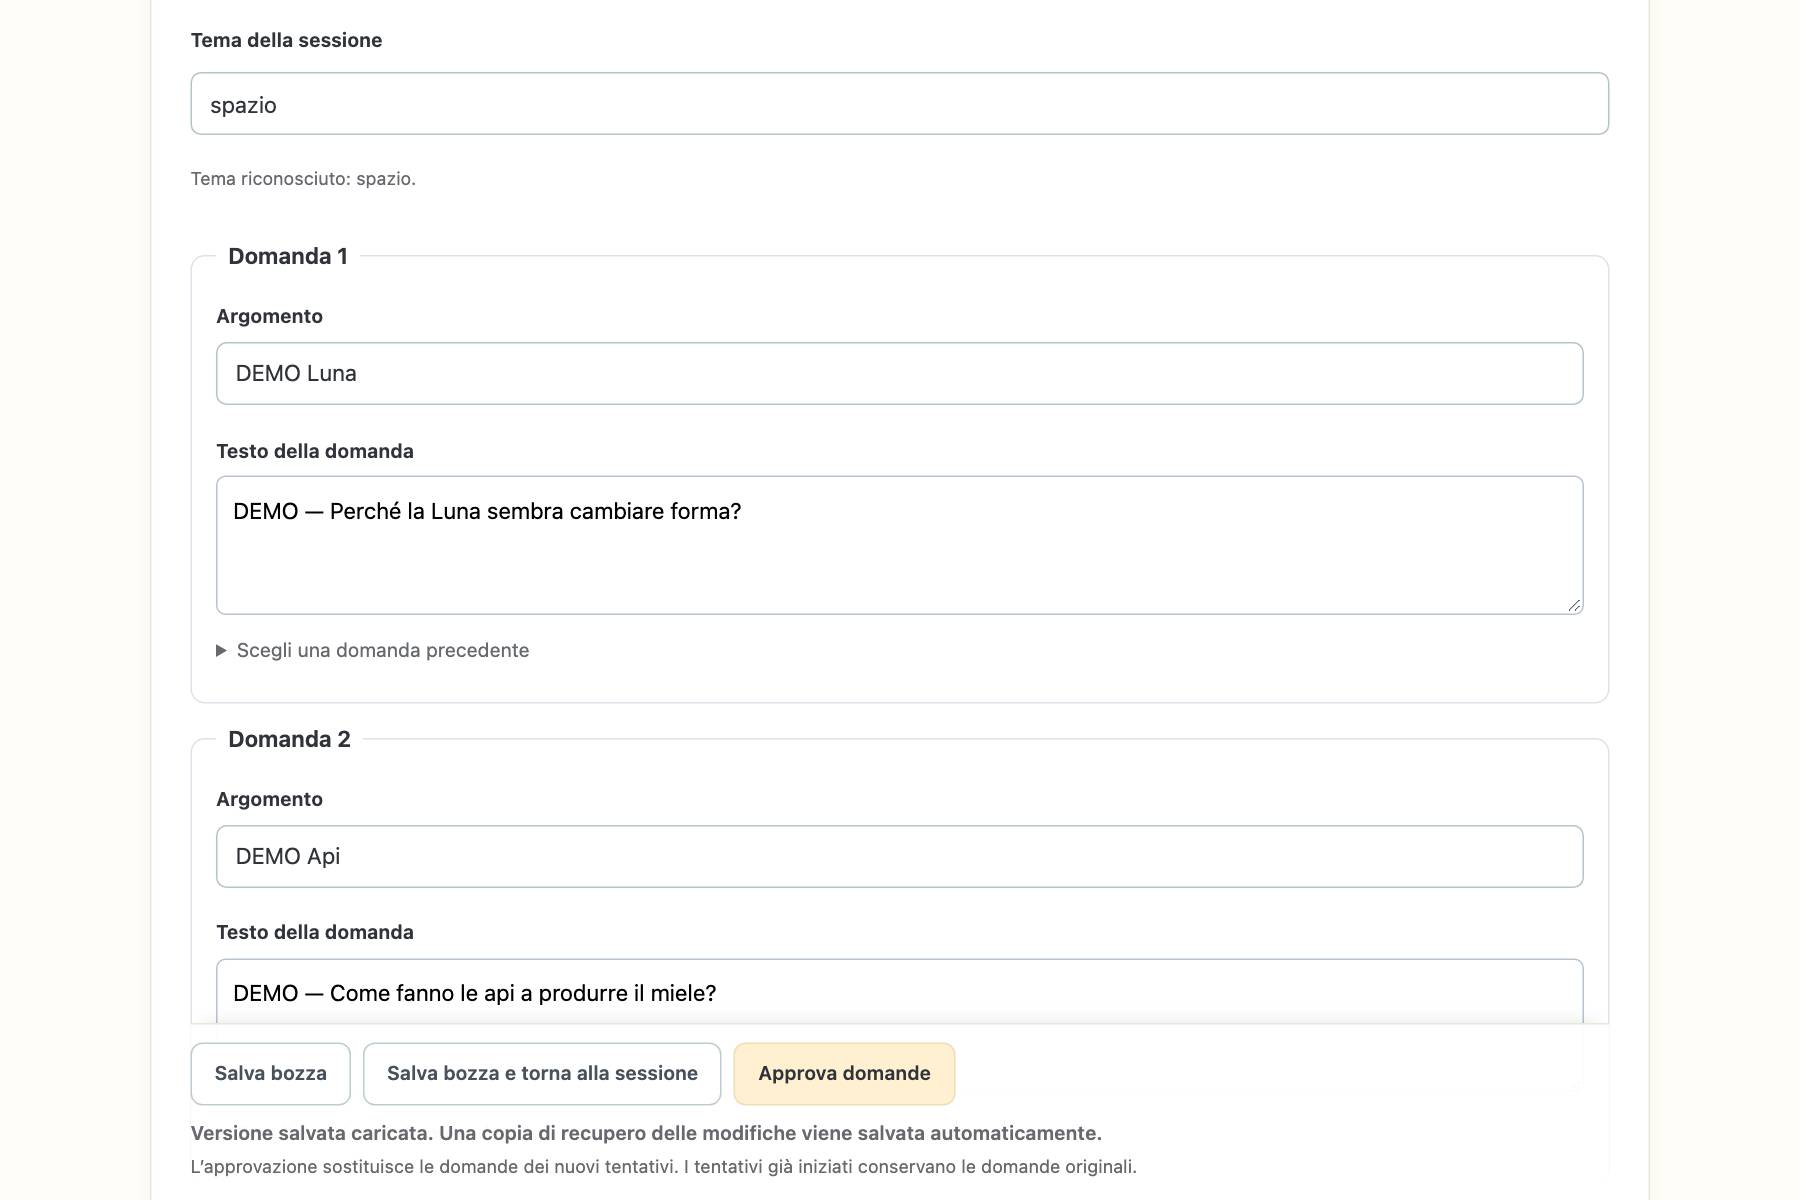 Tema della sessione
spazio
Tema riconosciuto: spazio.
Domanda 1
Argomento
DEMO Luna
Testo della domanda
DEMO — Perché la Luna sembra cambiare forma?
Scegli una domanda precedente
Domanda 2
Argomento
DEMO Api
Testo della domanda
DEMO — Come fanno le api a produrre il miele?
Salva bozza
Salva bozza e torna alla sessione
Approva domande
Versione salvata caricata. Una copia di recupero delle modifiche viene salvata automaticamente.
L’approvazione sostituisce le domande dei nuovi tentativi. I tentativi già iniziati conservano le domande originali.